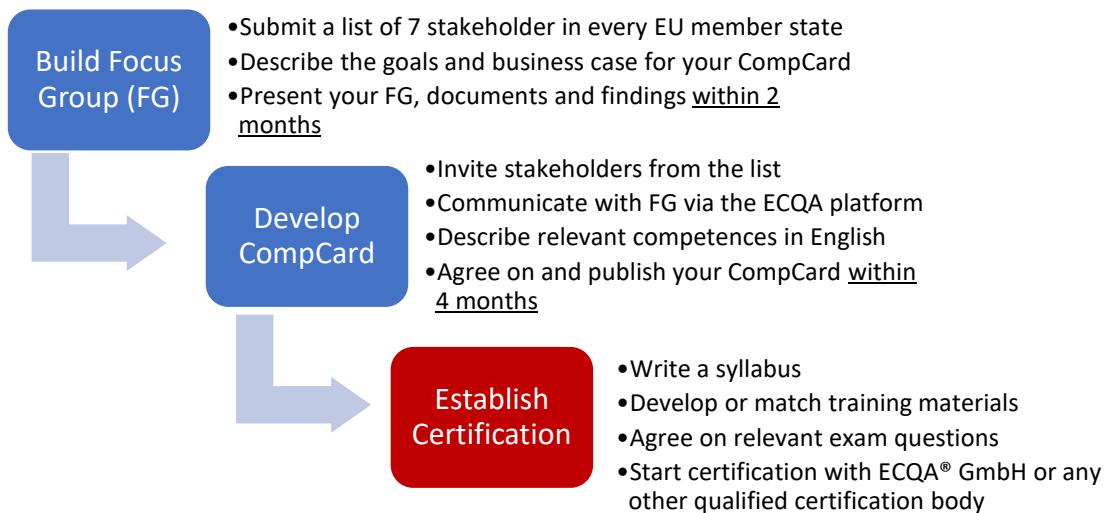 Build Focus
Group (FG)
•Submit a list of 7 stakeholder in every EU member state
•Describe the goals and business case for your CompCard
•Present your FG, documents and findings within 2
months
Develop
CompCard
•Invite stakeholders from the list
•Communicate with FG via the ECQA platform
•Describe relevant competences in English
•Agree on and publish your CompCard within
4 months
Establish
Certification
•Write a syllabus
•Develop or match training materials
•Agree on relevant exam questions
•Start certification with ECQA® GmbH or any
other qualified certification body